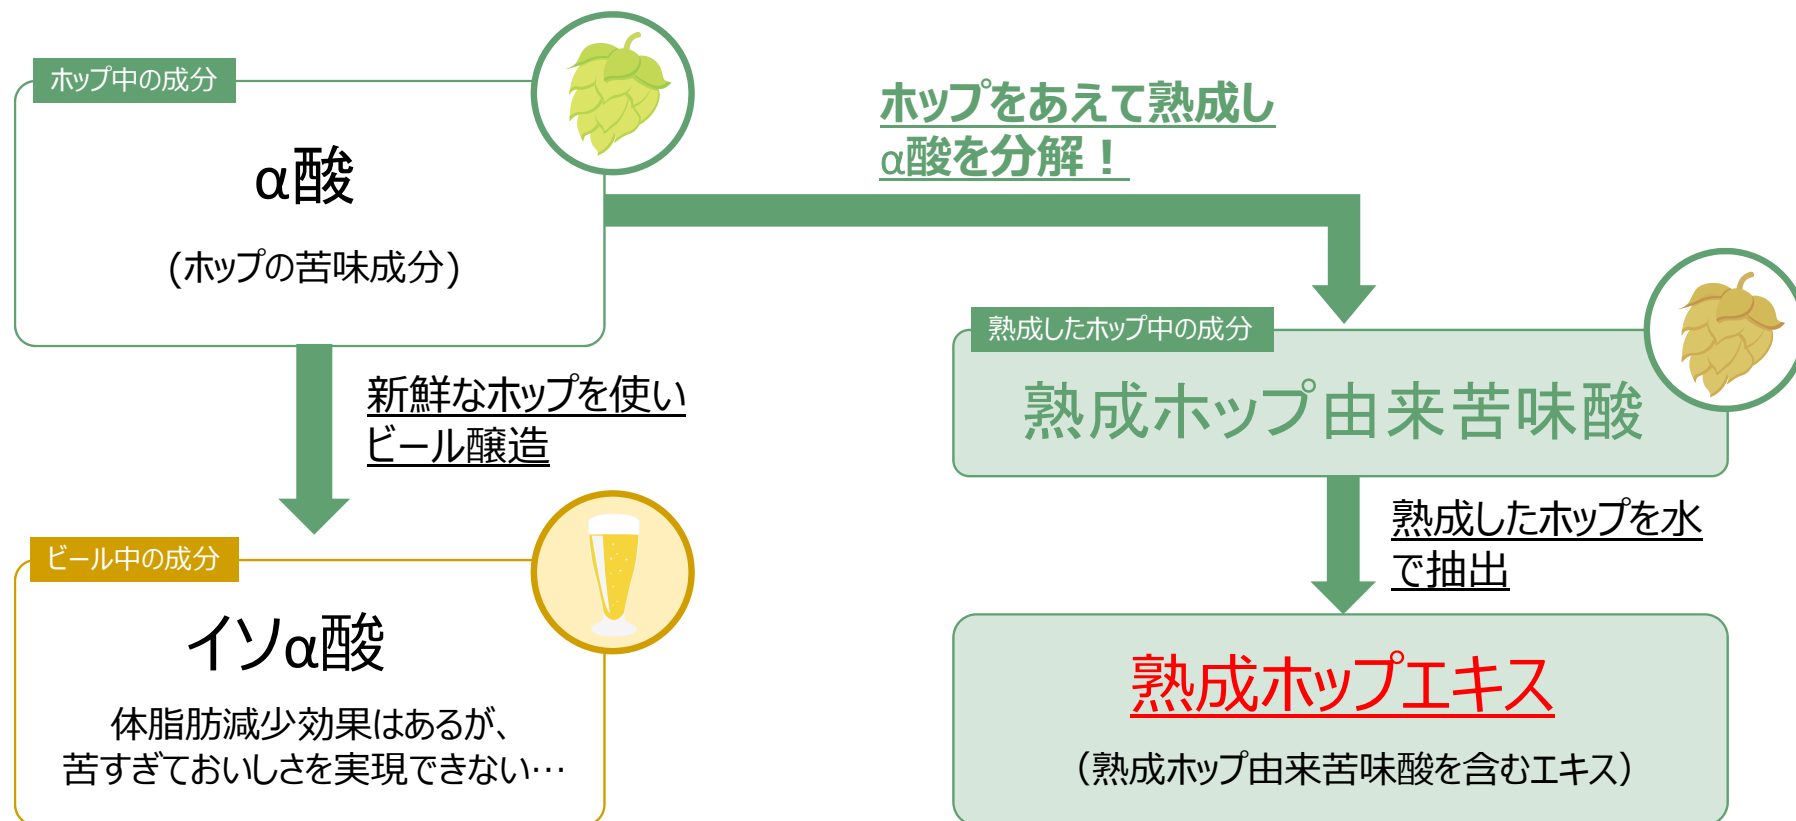 ホップ中の成分
α酸
(ホップの苦味成分)
ホップをあえて熟成し
α酸を分解！
新鮮なホップを使い
ビール醸造
ビール中の成分
イソα酸
体脂肪減少効果はあるが、
苦すぎておいしさを実現できない…
熟成したホップ中の成分
熟成ホップ由来苦味酸
熟成したホップを水
で抽出
熟成ホップエキス
（熟成ホップ由来苦味酸を含むエキス）